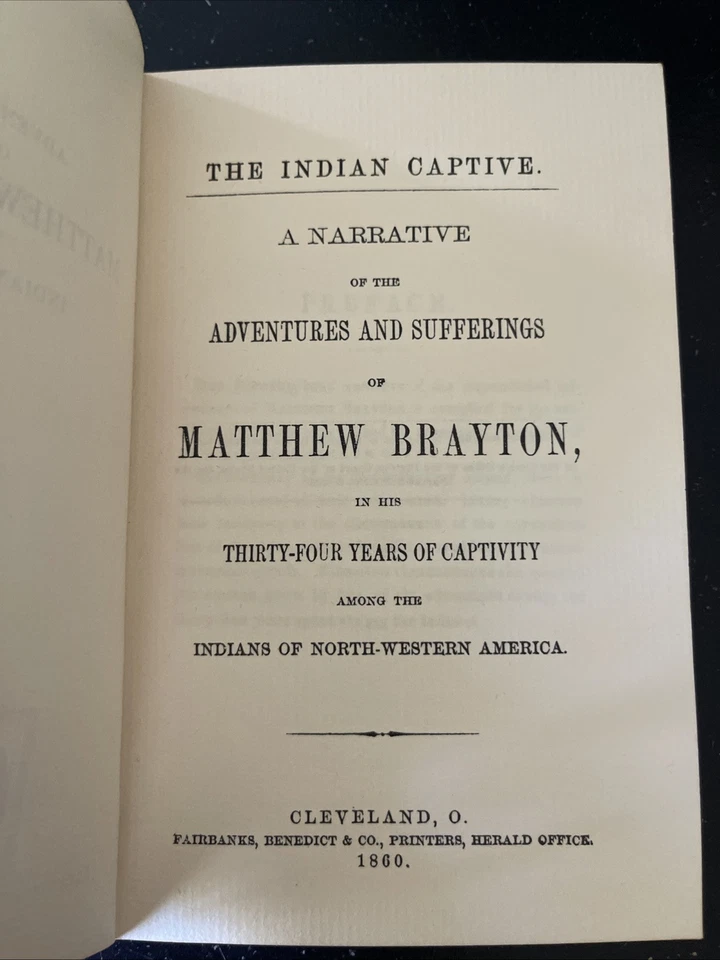 THE INDIAN CAPTIVE.
A NARRATIVE
OF THE
ADVENTURES AND SUFFERINGS
OF
MATTHEW BRAYTON,
IN HIS
THIRTY-FOUR YEARS OF CAPTIVITY
AMONG THE
INDIANS OF NORTH-WESTERN AMERICA.
CLEVELAND, O.
FAIRBANKS, BENEDICT & CO., PRINTERS, HERALD OFFICE.
1860.